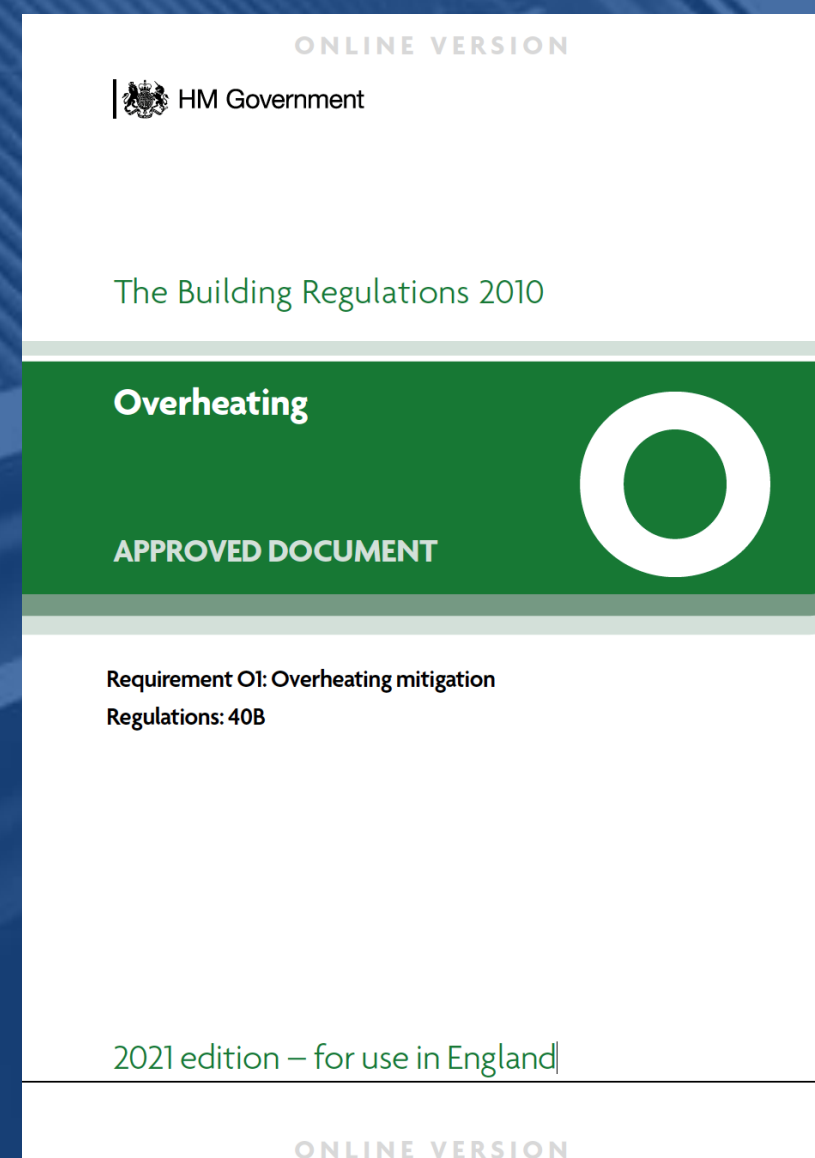 ONLINE VERSION
HM Government
The Building Regulations 2010
Overheating
O
APPROVED DOCUMENT
Requirement O1: Overheating mitigation
Regulations: 40B
2021 edition – for use in England
ONLINE VERSION